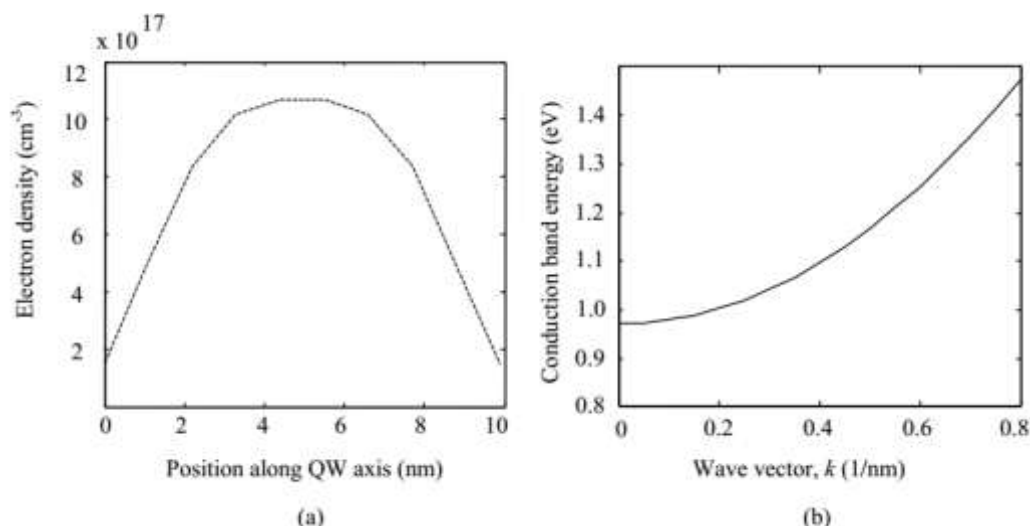 x 10 17
12
10
8
6
4
2
0 2 4 6 8 10
Electron density (cm-3)
Position along QW axis (nm)
(a)
1.4
1.3
1.2
1.1
1.0
0.9
0.8
0 0.2 0.4 0.6 0.8
Conduction band energy (eV)
Wave vector, k (1/nm)
(b)